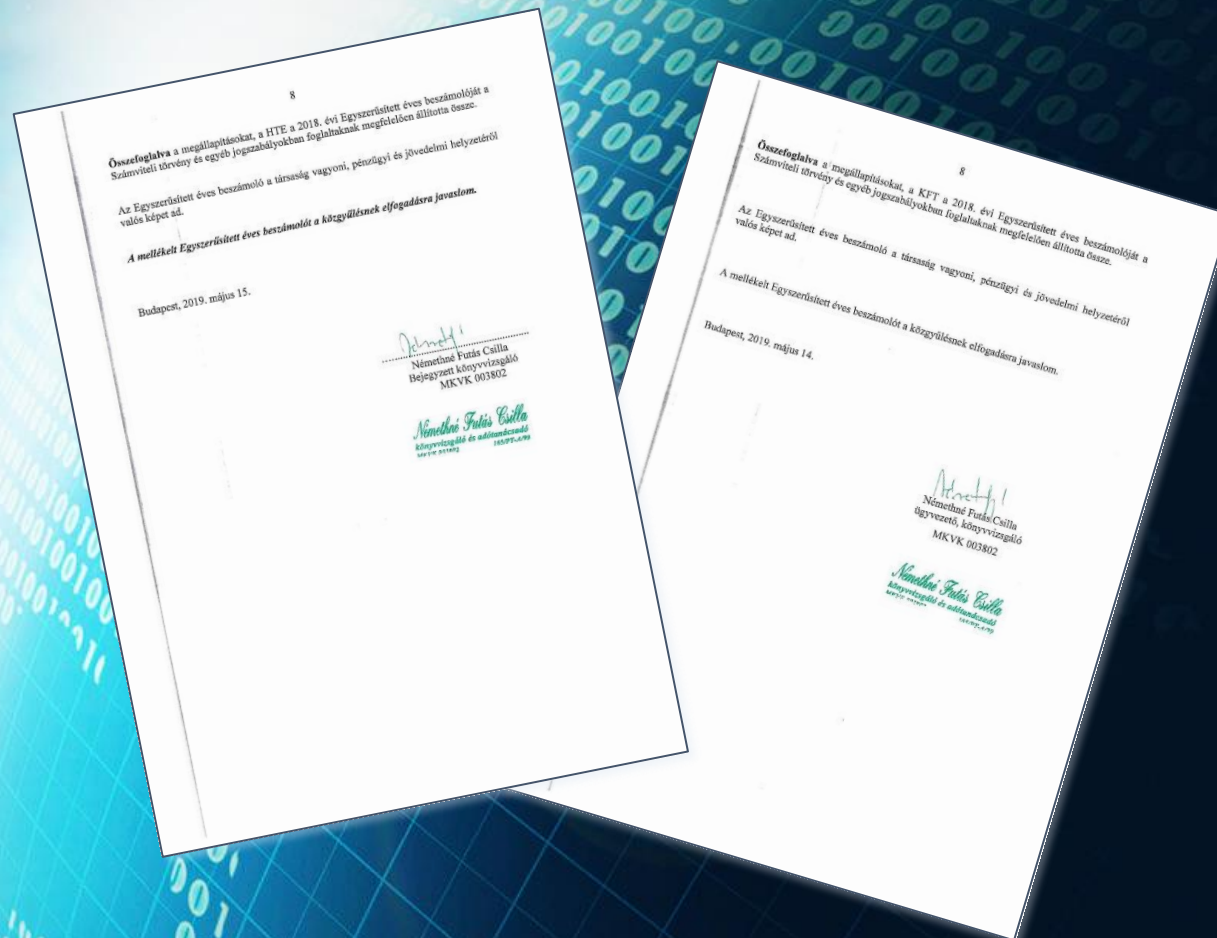 8
Összefoglalva a megállapításokat, a HTE a 2018. évi Egyszerűsített éves beszámolóját a
Számviteli törvény és egyéb jogszabályokban foglaltaknak megfelelően állította össze.
Az Egyszerűsített éves beszámoló a társaság vagyoni, pénzügyi és jövedelmi helyzetéről
valós képet ad.
A mellékelt Egyszerűsített éves beszámolót a közgyűlésnek elfogadásra javaslom.
Budapest, 2019. május 15.
Némethné Futás Csilla
Bejegyzett könyvvizsgáló
MKVK 003802
Némethné Futás Csilla
könyvvizsgáló és adótanácsadó
8
Összefoglalva a megállapításokat, a KFT a 2018. évi Egyszerűsített éves beszámolóját a
Számviteli törvény és egyéb jogszabályokban foglaltaknak megfelelően állította össze.
Az Egyszerűsített éves beszámoló a társaság vagyoni, pénzügyi és jövedelmi helyzetéről
valós képet ad.
A mellékelt Egyszerűsített éves beszámolót a közgyűlésnek elfogadásra javaslom.
Budapest, 2019. május 14.
Némethné Futás Csilla
ügyvezető, könyvvizsgáló
MKVK 003802
Némethné Futás Csilla
könyvvizsgáló és adótanácsadó